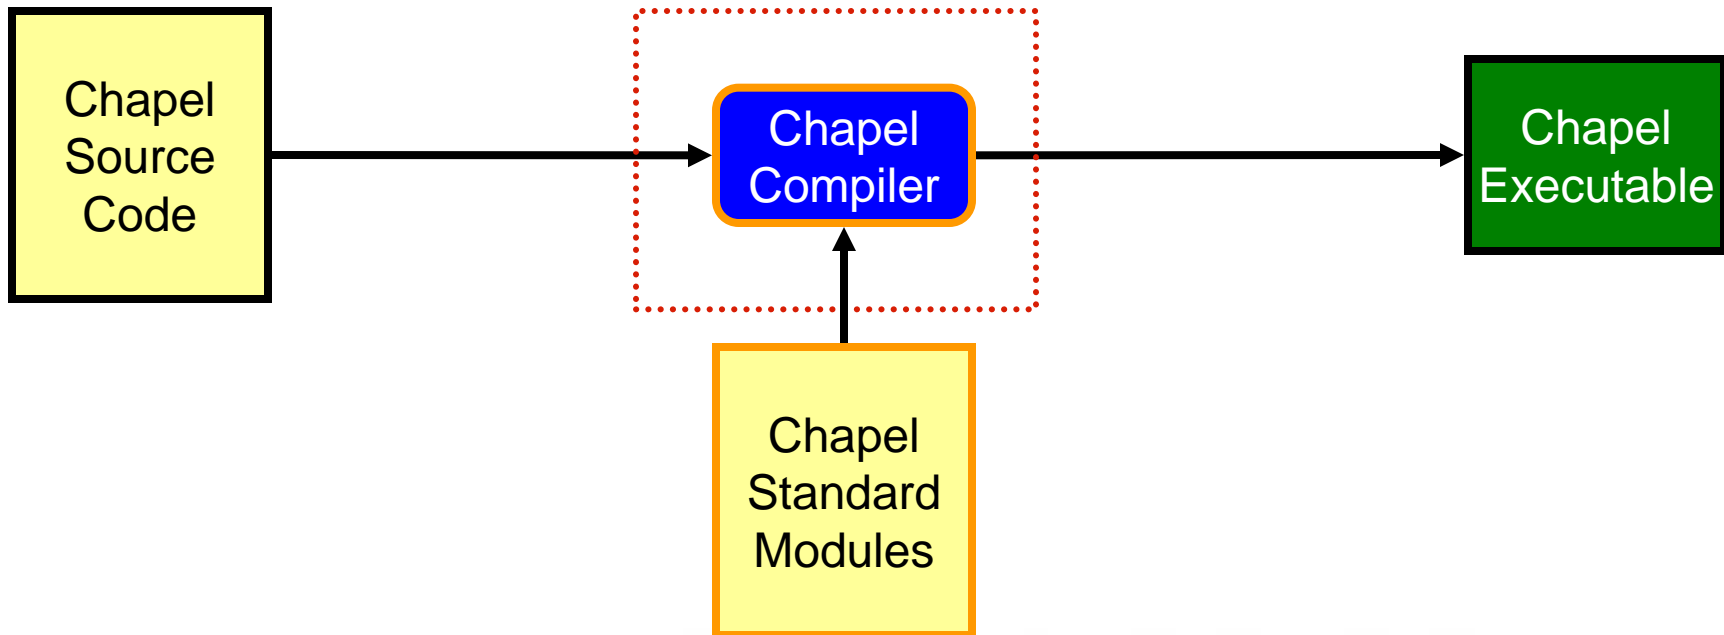 Chapel
Source
Code
Chapel
Compiler
Chapel
Executable
Chapel
Standard
Modules